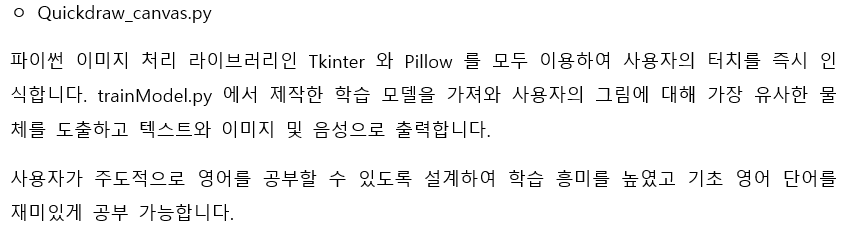 ㅇ Quickdraw_canvas.py
파이썬 이미지 처리 라이브러리인 Tkinter 와 Pillow 를 모두 이용하여 사용자의 터치를 즉시 인
식합니다. trainModel.py 에서 제작한 학습 모델을 가져와 사용자의 그림에 대해 가장 유사한 물
체를 도출하고 텍스트와 이미지 및 음성으로 출력합니다.
사용자가 주도적으로 영어를 공부할 수 있도록 설계하여 학습 흥미를 높였고 기초 영어 단어를
재미있게 공부 가능합니다.